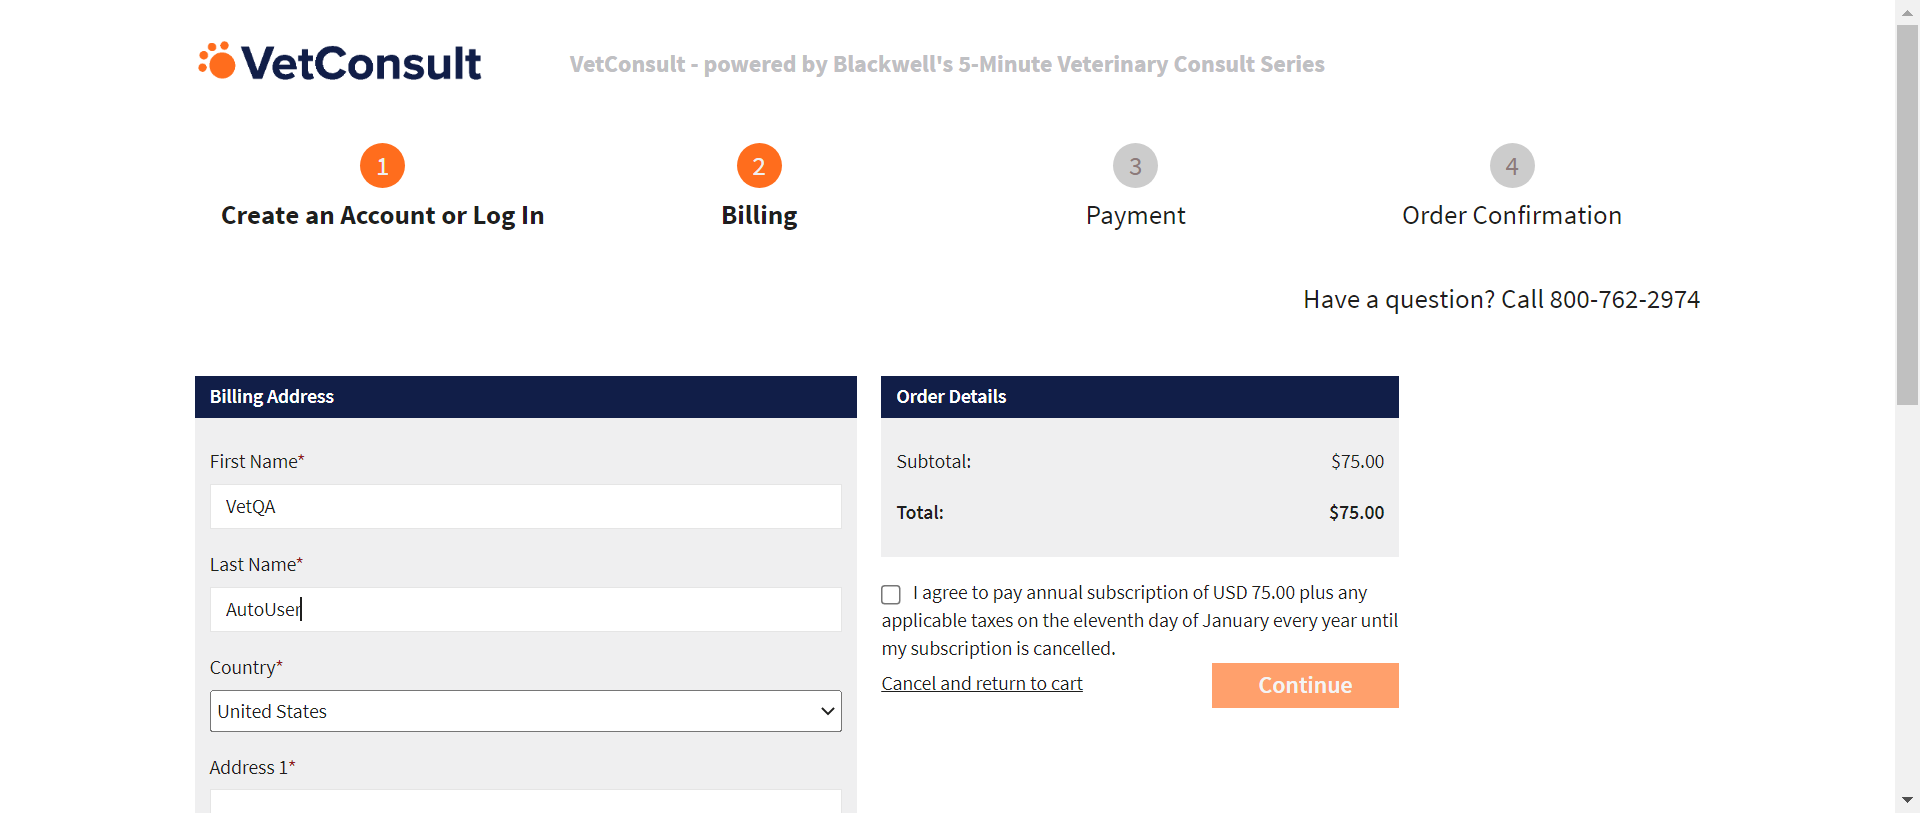 VetConsult
VetConsult - powered by Blackwell's 5-Minute Veterinary Consult Series
1
Create an Account or Log In
2
Billing
3
Payment
4
Order Confirmation
Have a question? Call 800-762-2974
Billing Address
First Name*
VetQA
Last Name*
AutoUser
Country*
United States
Address 1*
Order Details
Subtotal: $75.00
Total: $75.00
I agree to pay annual subscription of USD 75.00 plus any
applicable taxes on the eleventh day of January every year until
my subscription is cancelled.
Cancel and return to cart
Continue